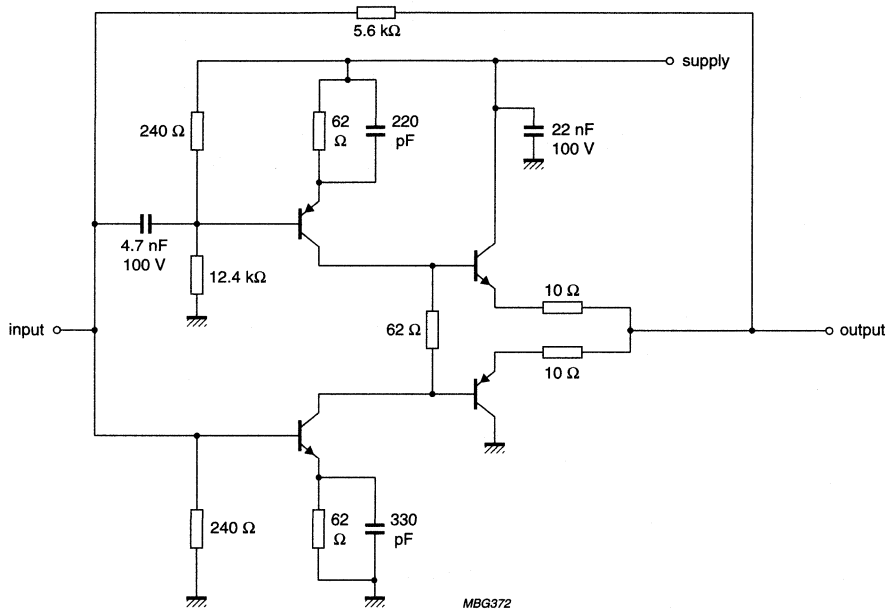 5.6 kΩ
supply
240 Ω
62
Ω
220
pF
22 nF
100 V
4.7 nF
100 V
12.4 kΩ
10 Ω
input
62 Ω
output
10 Ω
240 Ω
62
Ω
330
pF
MBG372